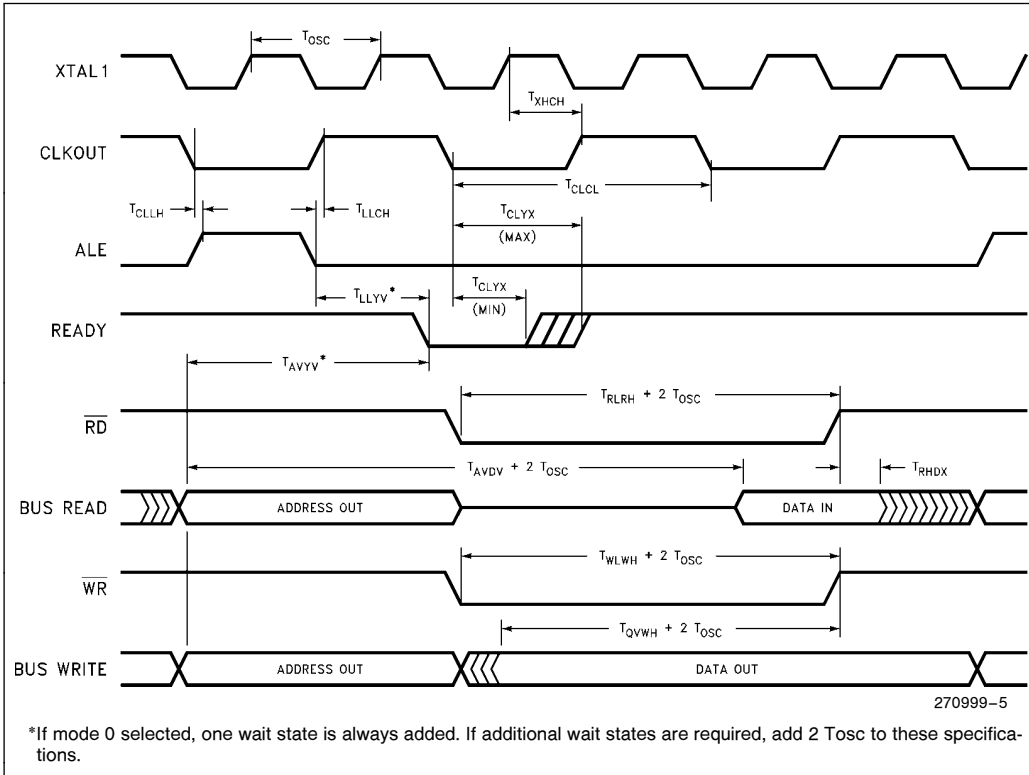 T_OSC
XTAL1
T_XHCH
CLKOUT
T_CLCL
T_CLLH
T_LLCH
T_CLYX
(MAX)
ALE
T_LLYV*
T_CLYX
(MIN)
READY
T_AVYV*
T_RLRH + 2 T_OSC
RD
T_AVDV + 2 T_OSC
T_RHDX
BUS READ
ADDRESS OUT
DATA IN
T_WLWH + 2 T_OSC
WR
T_QVWH + 2 T_OSC
BUS WRITE
ADDRESS OUT
DATA OUT
270999–5
*If mode 0 selected, one wait state is always added. If additional wait states are required, add 2 Tosc to these specifica-
tions.